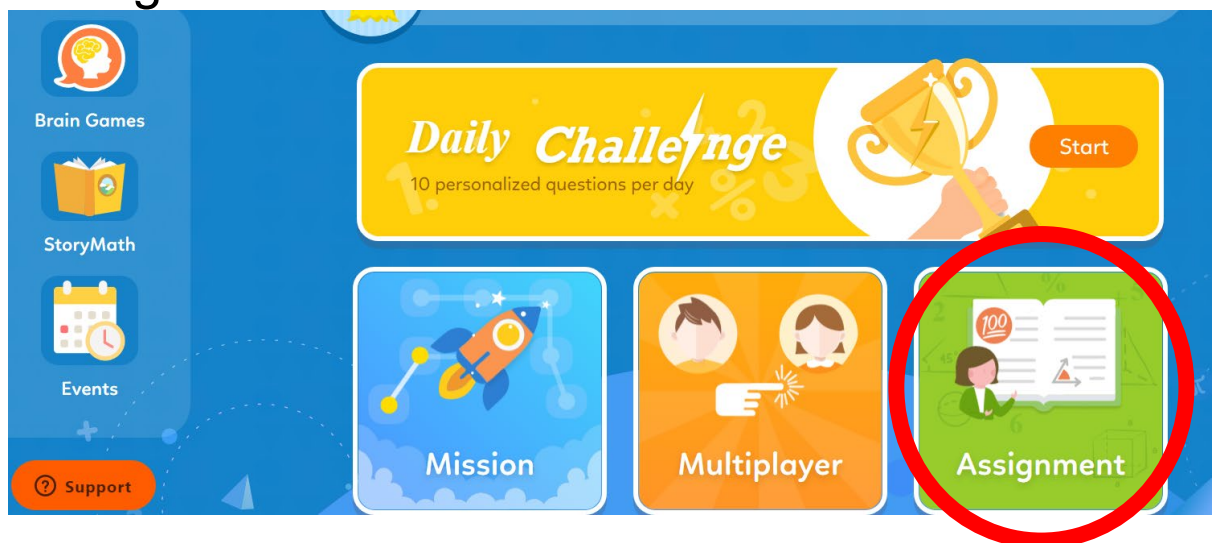 Brain Games
StoryMath
Events
Support
Daily Challenge
10 personalized questions per day
Start
Mission
Multiplayer
100
Assignment